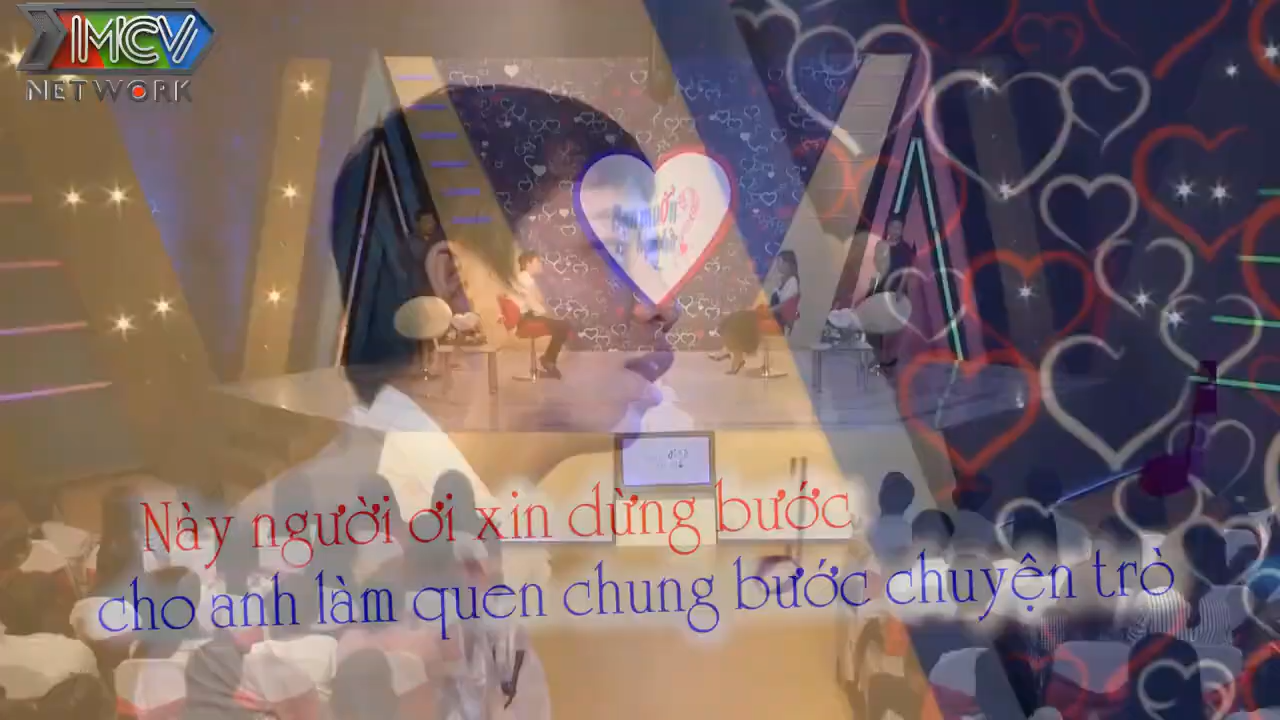 MCV
NETWORK
Này người ơi xin dừng bước
cho anh làm quen chung bước chuyện trò